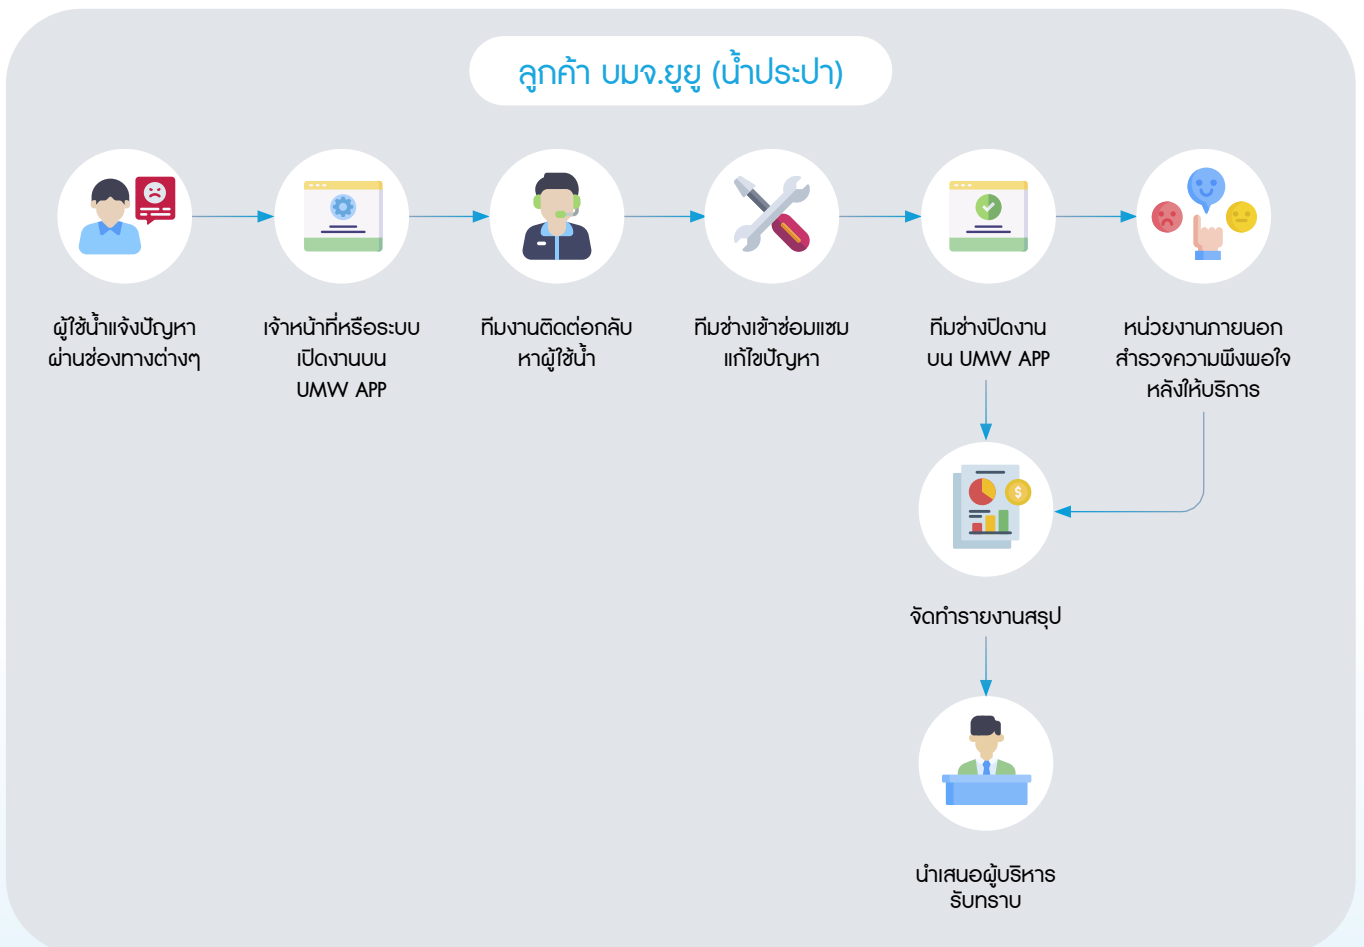 ลูกค้า บมจ.ยูยู (น้ำประปา)
ผู้ใช้น้ำแจ้งปัญหา
ผ่านช่องทางต่างๆ
เจ้าหน้าที่หรือระบบ
เปิดงานบน
UMW APP
ทีมงานติดต่อกลับ
หาผู้ใช้น้ำ
ทีมช่างเข้าซ่อมแซม
แก้ไขปัญหา
ทีมช่างปิดงาน
บน UMW APP
หน่วยงานภายนอก
สำรวจความพึงพอใจ
หลังให้บริการ
$
จัดทำรายงานสรุป
นำเสนอผู้บริหาร
รับทราบ